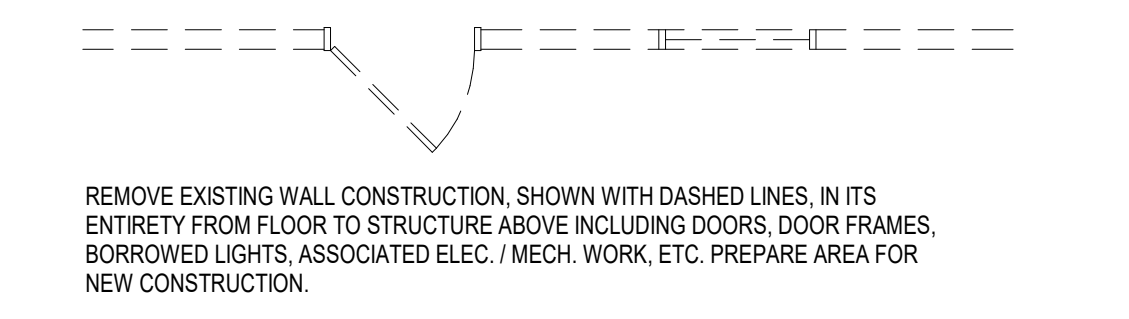 REMOVE EXISTING WALL CONSTRUCTION, SHOWN WITH DASHED LINES, IN ITS
ENTIRETY FROM FLOOR TO STRUCTURE ABOVE INCLUDING DOORS, DOOR FRAMES,
BORROWED LIGHTS, ASSOCIATED ELEC. / MECH. WORK, ETC. PREPARE AREA FOR
NEW CONSTRUCTION.